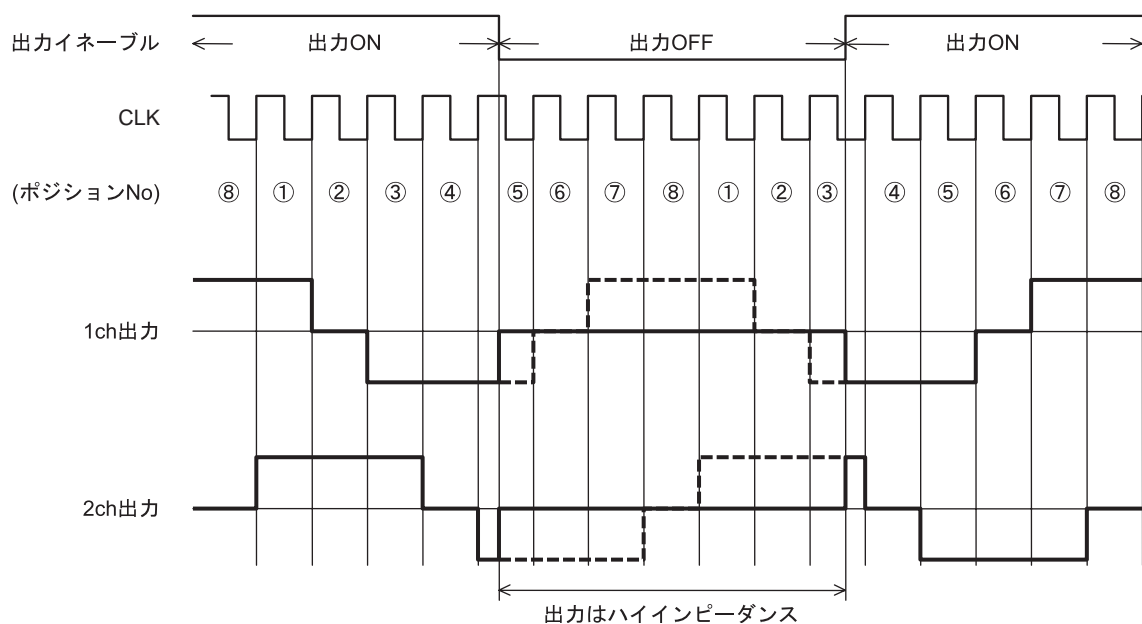 出力イネーブル 出力ON 出力OFF 出力ON
CLK
(ポジションNo) ⑧ ① ② ③ ④ ⑤ ⑥ ⑦ ⑧ ① ② ③ ④ ⑤ ⑥ ⑦ ⑧
1ch出力
2ch出力
出力はハイインピーダンス